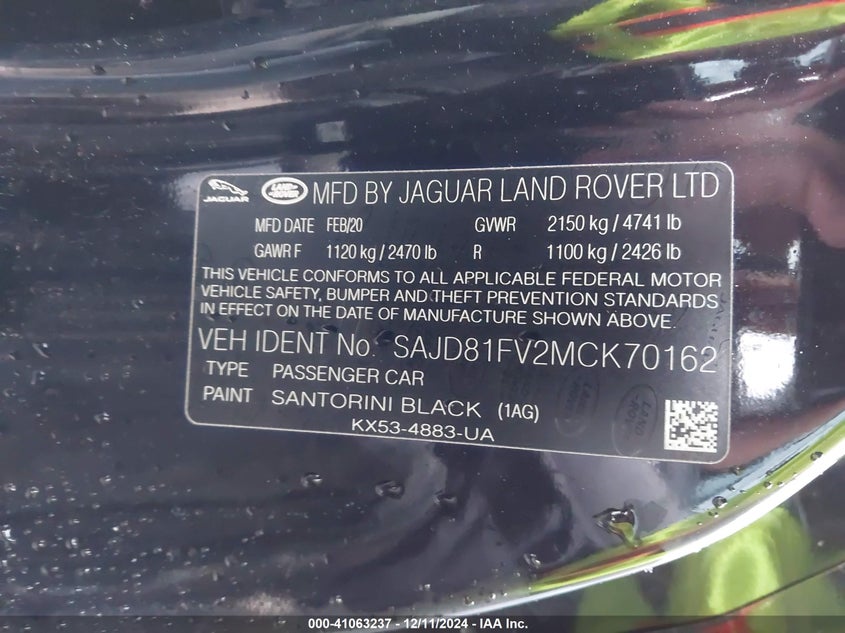 JAGUAR LAND ROVER MFD BY JAGUAR LAND ROVER LTD
MFD DATE FEB/20 GVWR 2150 kg / 4741 lb
GAWR F 1120 kg / 2470 lb R 1100 kg / 2426 lb
THIS VEHICLE CONFORMS TO ALL APPLICABLE FEDERAL MOTOR
VEHICLE SAFETY, BUMPER AND THEFT PREVENTION STANDARDS
IN EFFECT ON THE DATE OF MANUFACTURE SHOWN ABOVE.
VEH IDENT No. SAJD81FV2MCK70162
TYPE PASSENGER CAR
PAINT SANTORINI BLACK (1AG)
KX53-4883-UA
000-41063237 - 12/11/2024 - IAA Inc.